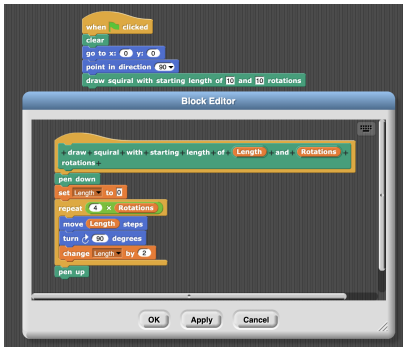 when clicked
clear
go to x: 0 y: 0
point in direction 90
draw squiral with starting length of 10 and 10 rotations
Block Editor
+ draw + squiral + with + starting + length + of + Length + and + Rotations +
rotations +
pen down
set Length to 0
repeat 4 × Rotations
move Length steps
turn 90 degrees
change Length by 2
pen up
OK Apply Cancel